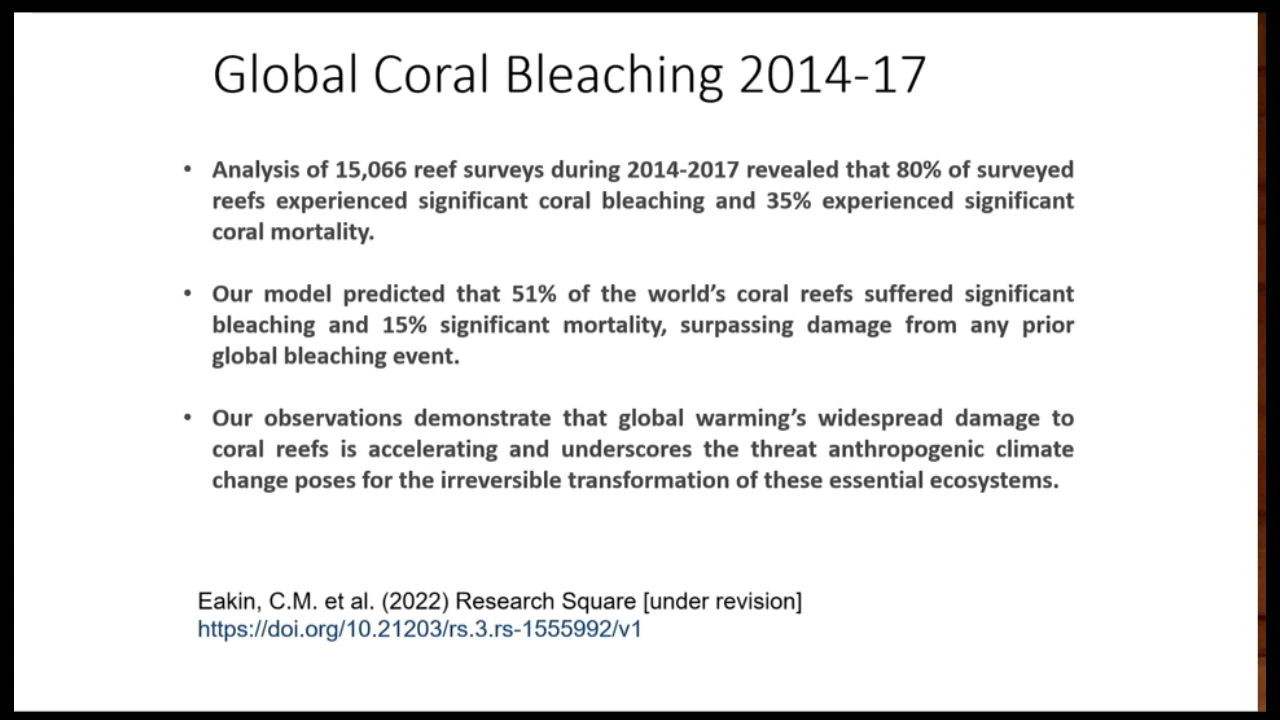 Global Coral Bleaching 2014-17
• Analysis of 15,066 reef surveys during 2014-2017 revealed that 80% of surveyed
reefs experienced significant coral bleaching and 35% experienced significant
coral mortality.
• Our model predicted that 51% of the world’s coral reefs suffered significant
bleaching and 15% significant mortality, surpassing damage from any prior
global bleaching event.
• Our observations demonstrate that global warming’s widespread damage to
coral reefs is accelerating and underscores the threat anthropogenic climate
change poses for the irreversible transformation of these essential ecosystems.
Eakin, C.M. et al. (2022) Research Square [under revision]
https://doi.org/10.21203/rs.3.rs-1555992/v1